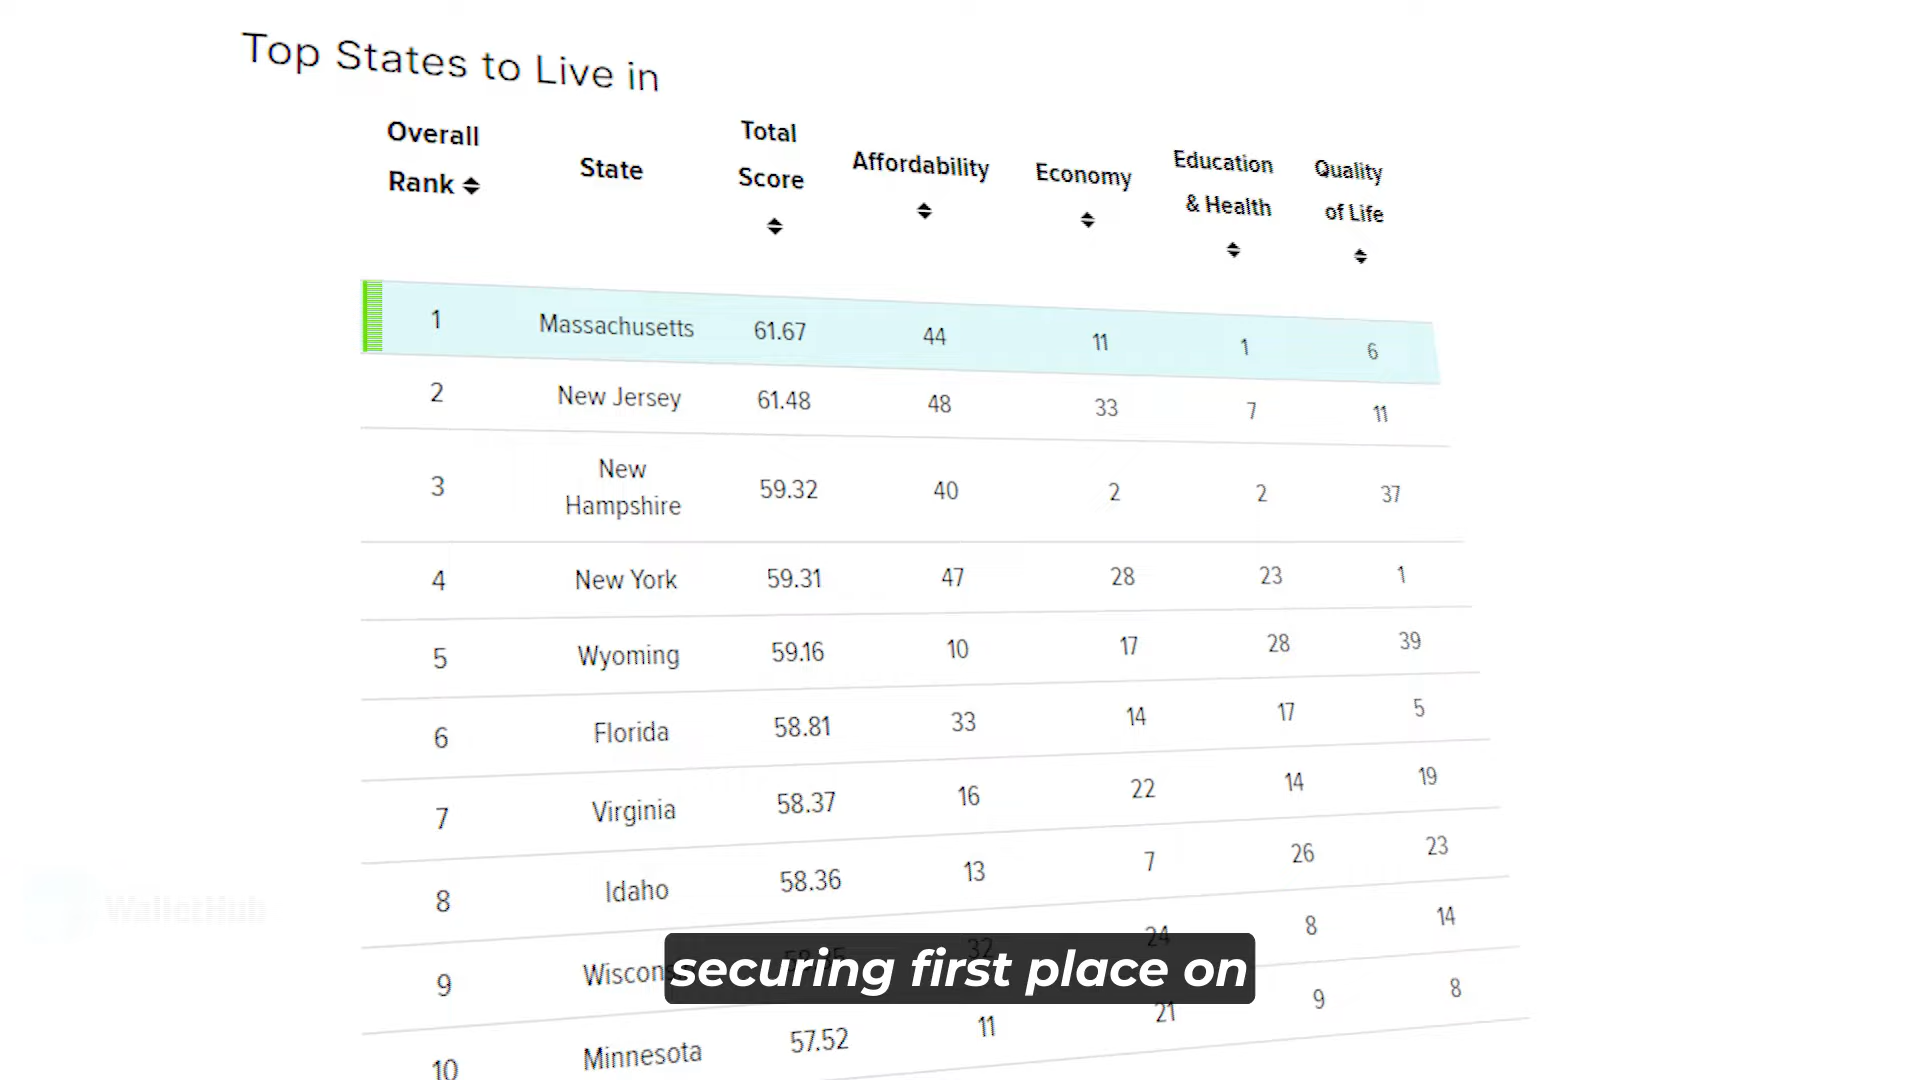 Top States to Live in
Overall Rank State Total Score Affordability Economy Education & Health Quality of Life
1 Massachusetts 61.67 44 11 1 6
2 New Jersey 61.48 48 33 7 11
3 New Hampshire 59.32 40 2 2 37
4 New York 59.31 47 28 23 1
5 Wyoming 59.16 10 17 28 39
6 Florida 58.81 33 14 17 5
7 Virginia 58.37 16 22 14 19
8 Idaho 58.36 13 7 26 23
9 32 24 8 14
10 Minnesota 57.52 11 21 9 8
securing first place on
WalletHub